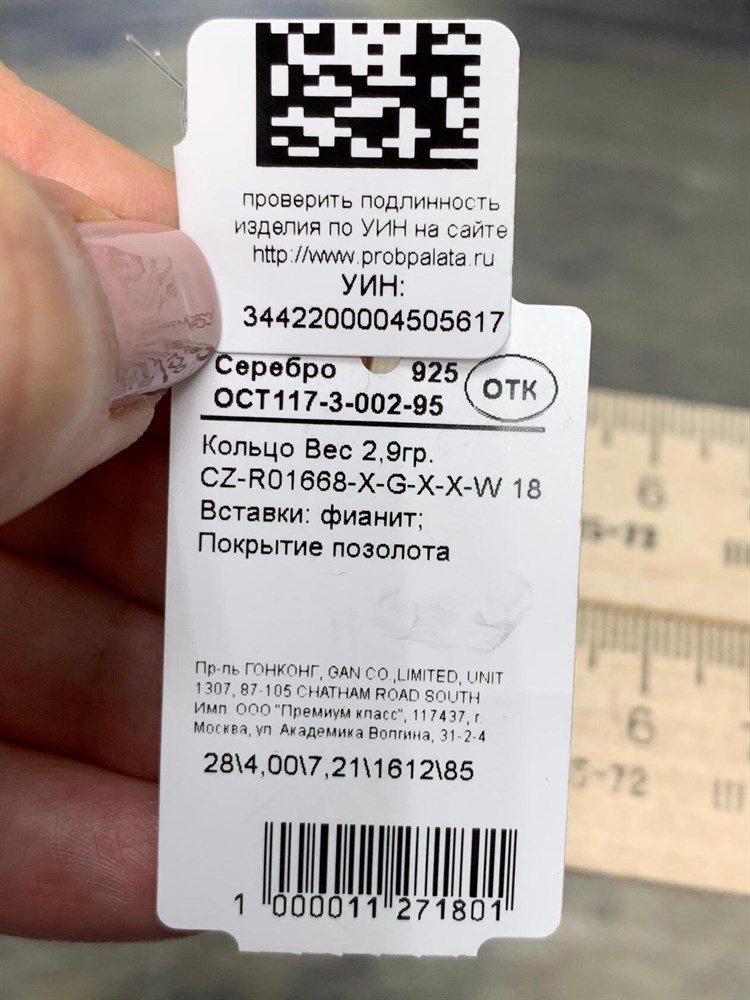 проверить подлинность
изделия по УИН на сайте
http://www.probpalata.ru
УИН:
3442200004505617
Серебро 925 ОТК
ОСТ117-3-002-95
Кольцо Вес 2,9гр.
CZ-R01668-X-G-X-X-W 18
Вставки: фианит;
Покрытие позолота
Пр-ль ГОНКОНГ, GAN CO.,LIMITED, UNIT
1307, 87-105 CHATHAM ROAD SOUTH
Имп. ООО "Премиум класс", 117437, г.
Москва, ул. Академика Волгина, 31-2-4
28\4,00\7,21\1612\85
1 000011 271801
6
6
5-72